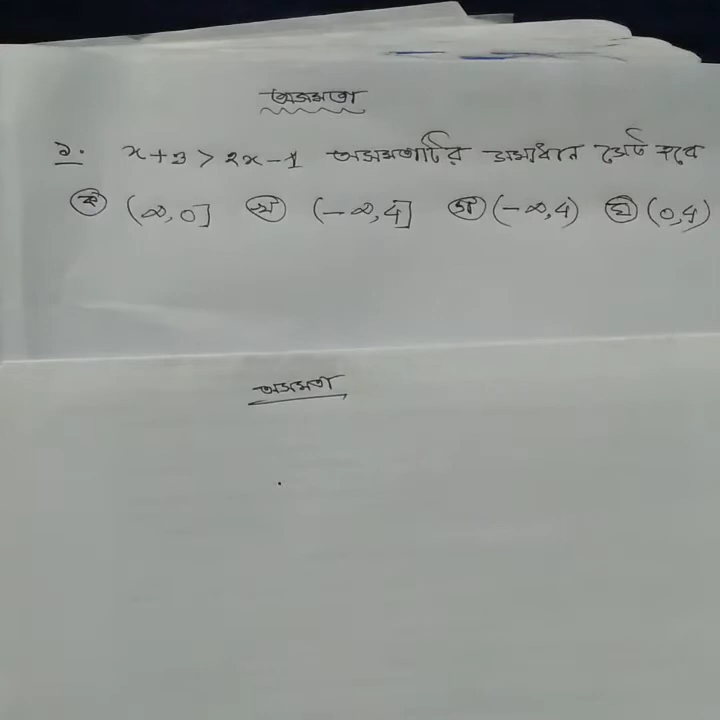 অসমতা
১. x+3 > 2x-1 অসমতাটির সমাধান সেট হবে
ক (∞,0] খ (-∞,4] গ (-∞,4) ঘ (0,4)
অসমতা